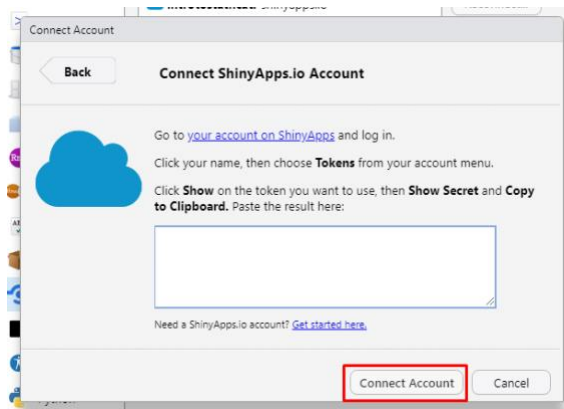 Connect Account
Back
Connect ShinyApps.io Account
Go to your account on ShinyApps and log in.
Click your name, then choose Tokens from your account menu.
Click Show on the token you want to use, then Show Secret and Copy
to Clipboard. Paste the result here:
Need a ShinyApps.io account? Get started here.
Connect Account
Cancel